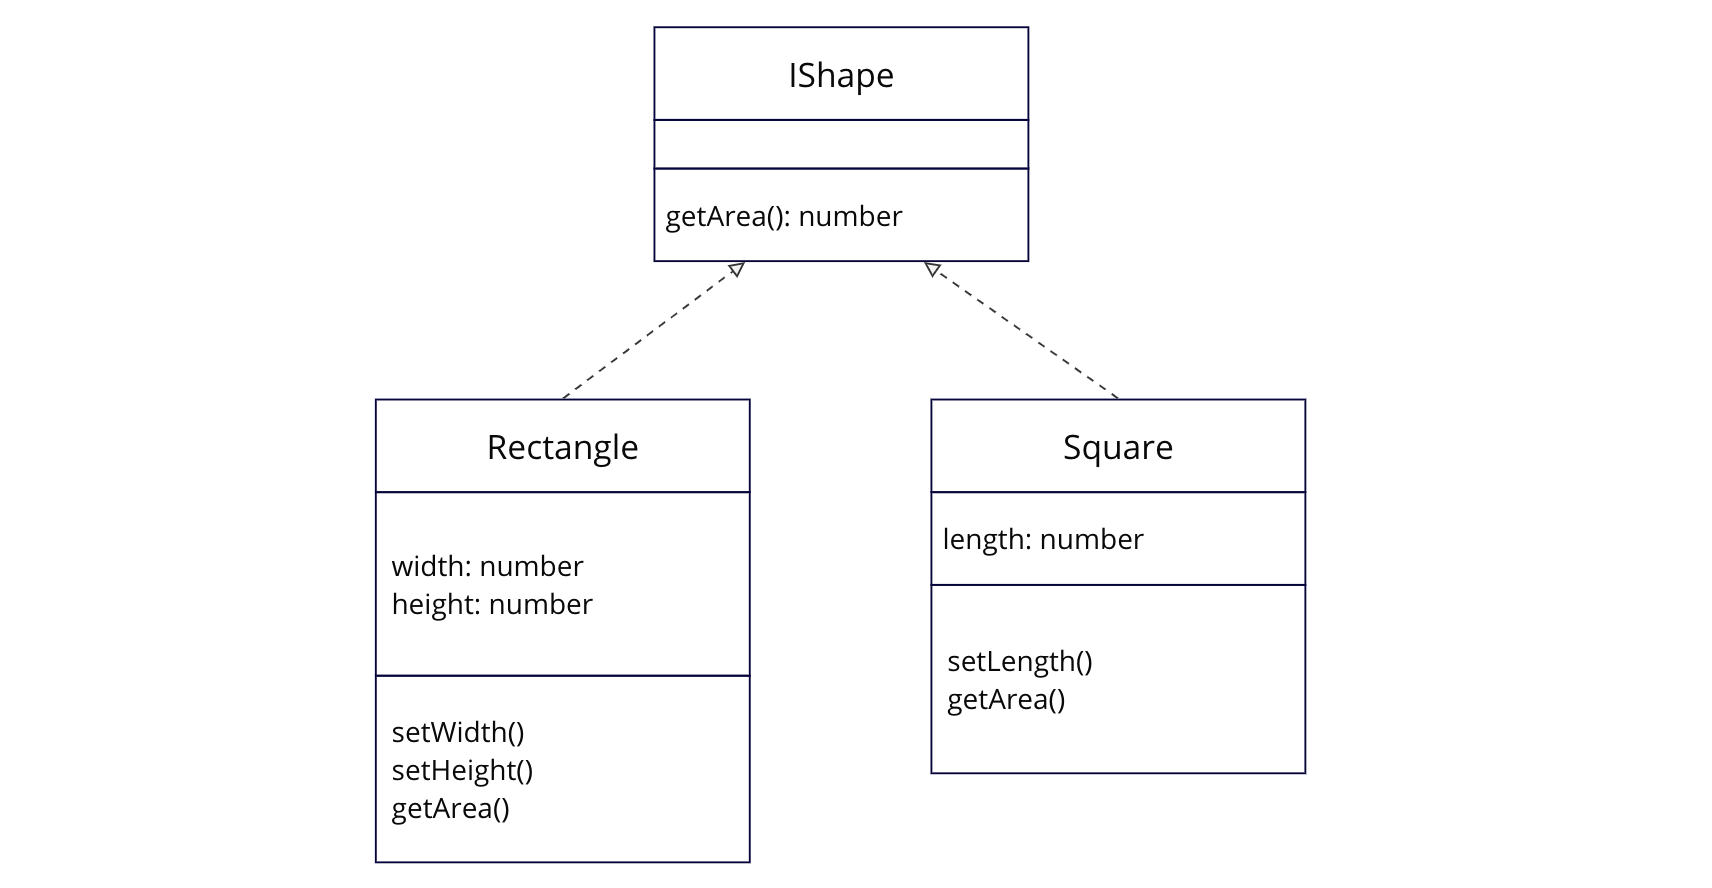 IShape
getArea(): number
Rectangle
width: number
height: number
setWidth()
setHeight()
getArea()
Square
length: number
setLength()
getArea()